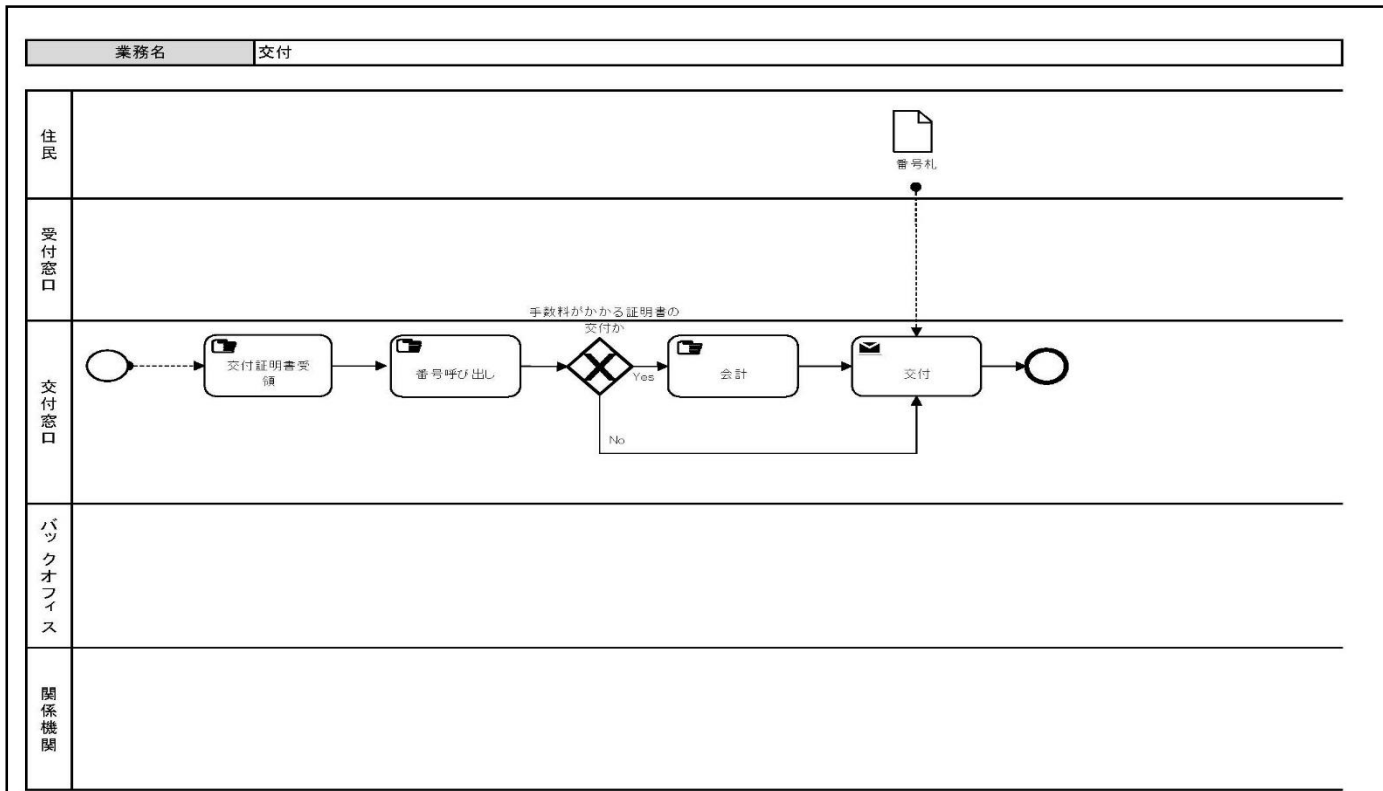 業務名
交付
住民
番号札
受付窓口
手数料がかかる証明書の
交付か
交付窓口
交付証明書受
領
番号呼び出し
Yes
会計
交付
No
バックオフィス
関係機関